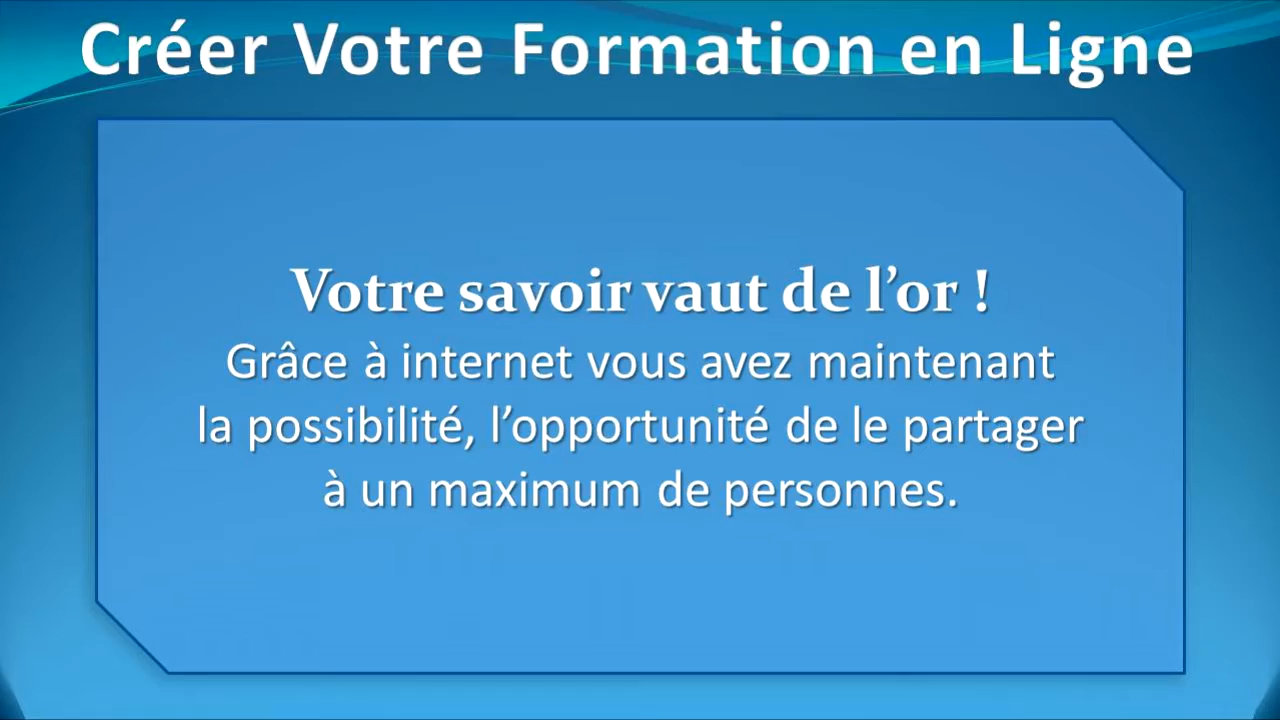 Créer Votre Formation en Ligne
Votre savoir vaut de l’or !
Grâce à internet vous avez maintenant
la possibilité, l’opportunité de le partager
à un maximum de personnes.